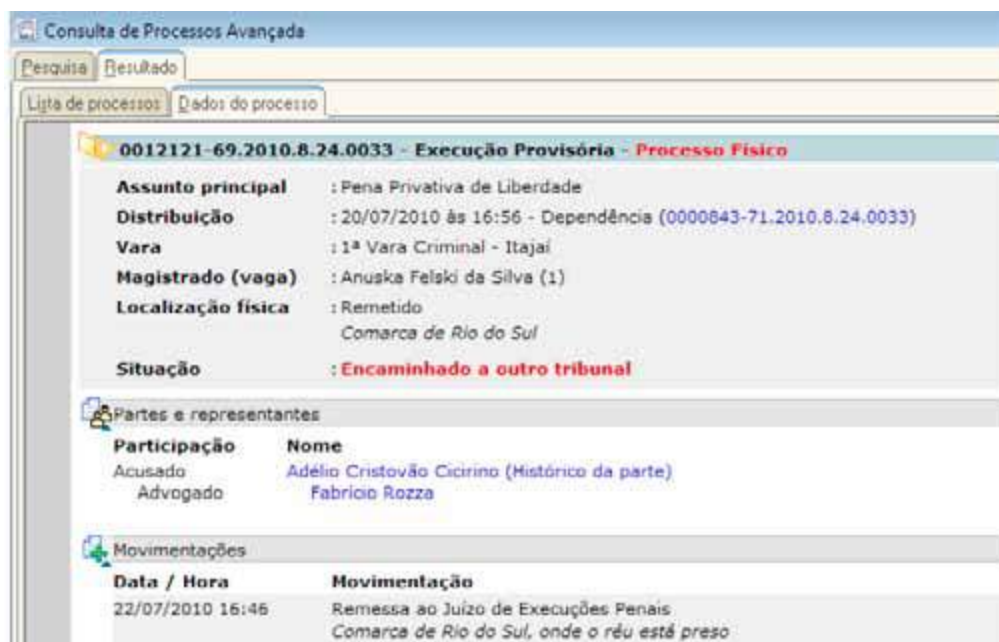 Consulta de Processos Avançada
Pesquisa Resultado
Lista de processos Dados do processo
0012121-69.2010.8.24.0033 - Execução Provisória - Processo Físico
Assunto principal : Pena Privativa de Liberdade
Distribuição : 20/07/2010 às 16:56 - Dependência (0000843-71.2010.8.24.0033)
Vara : 1ª Vara Criminal - Itajaí
Magistrado (vaga) : Anuska Felski da Silva (1)
Localização física : Remetido
Comarca de Rio do Sul
Situação : Encaminhado a outro tribunal
Partes e representantes
Participação Nome
Acusado Adélio Cristovão Cicirino (Histórico da parte)
Advogado Fabrício Rozza
Movimentações
Data / Hora Movimentação
22/07/2010 16:46 Remessa ao Juízo de Execuções Penais
Comarca de Rio do Sul, onde o réu está preso